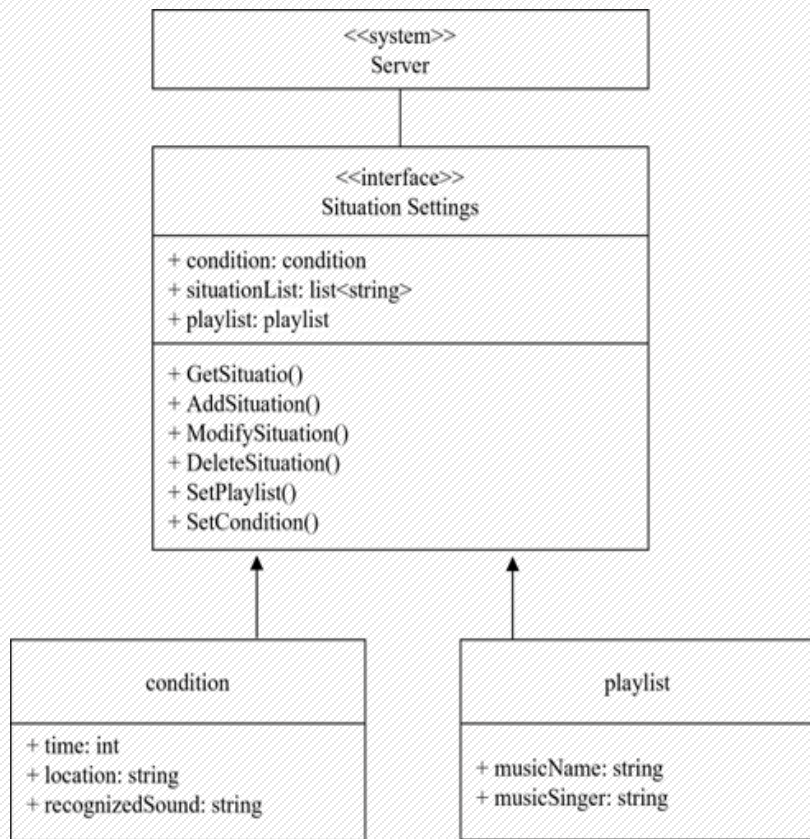 <<system>>
Server
<<interface>>
Situation Settings
+ condition: condition
+ situationList: list<string>
+ playlist: playlist
+ GetSituatio()
+ AddSituation()
+ ModifySituation()
+ DeleteSituation()
+ SetPlaylist()
+ SetCondition()
condition
+ time: int
+ location: string
+ recognizedSound: string
playlist
+ musicName: string
+ musicSinger: string